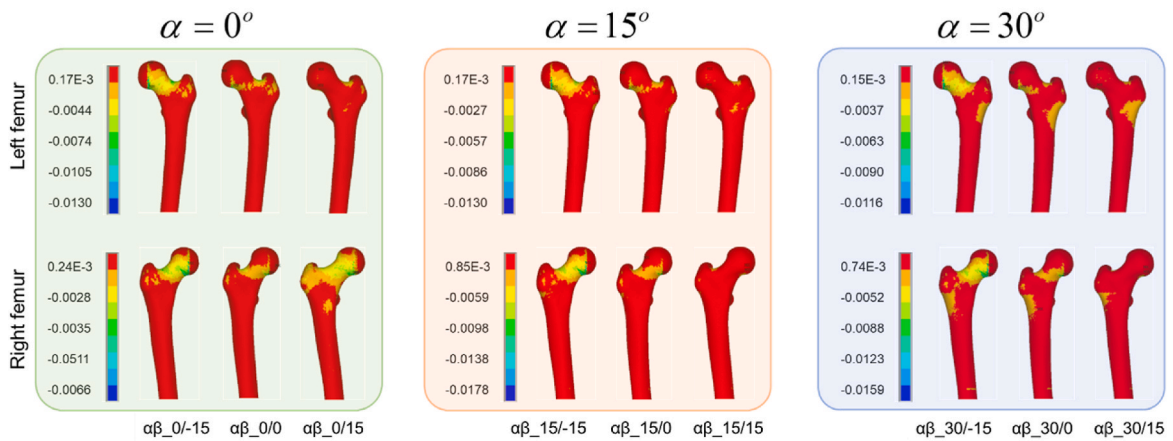 α = 0°
α = 15°
α = 30°
Left femur
0.17E-3
-0.0044
-0.0074
-0.0105
-0.0130
0.17E-3
-0.0027
-0.0057
-0.0086
-0.0130
0.15E-3
-0.0037
-0.0063
-0.0090
-0.0116
Right femur
0.24E-3
-0.0028
-0.0035
-0.0511
-0.0066
0.85E-3
-0.0059
-0.0098
-0.0138
-0.0178
0.74E-3
-0.0052
-0.0088
-0.0123
-0.0159
αβ_0/-15 αβ_0/0 αβ_0/15
αβ_15/-15 αβ_15/0 αβ_15/15
αβ_30/-15 αβ_30/0 αβ_30/15